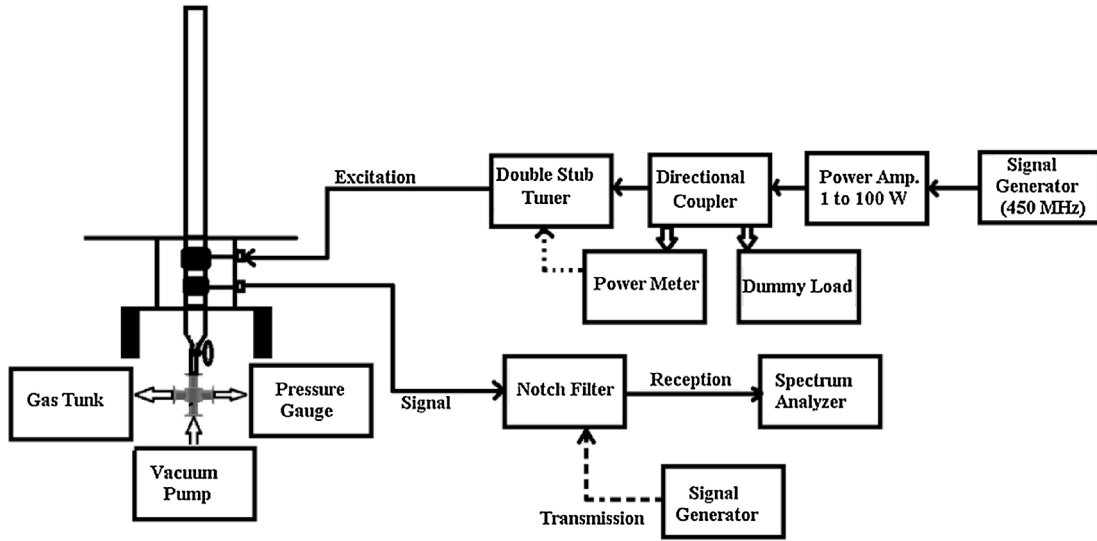 Excitation
Double Stub
Tuner
Directional
Coupler
Power Amp.
1 to 100 W
Signal
Generator
(450 MHz)
Power Meter
Dummy Load
Gas Tunk
Pressure
Gauge
Vacuum
Pump
Signal
Notch Filter
Reception
Spectrum
Analyzer
Transmission
Signal
Generator